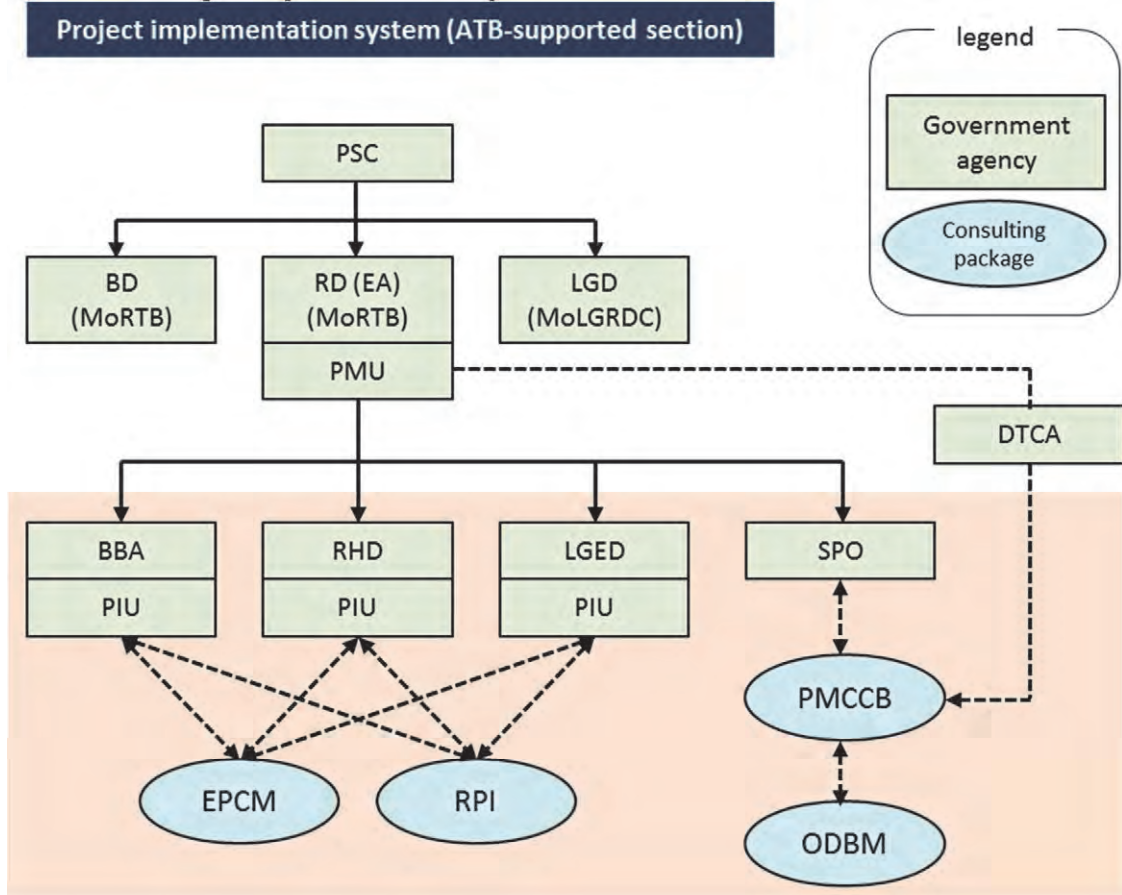 Project implementation system (ATB-supported section)
legend
Government
agency
Consulting
package
PSC
BD
(MoRTB)
RD (EA)
(MoRTB)
PMU
LGD
(MoLGRDC)
DTCA
BBA
PIU
RHD
PIU
LGED
PIU
SPO
PMCCB
EPCM
RPI
ODBM